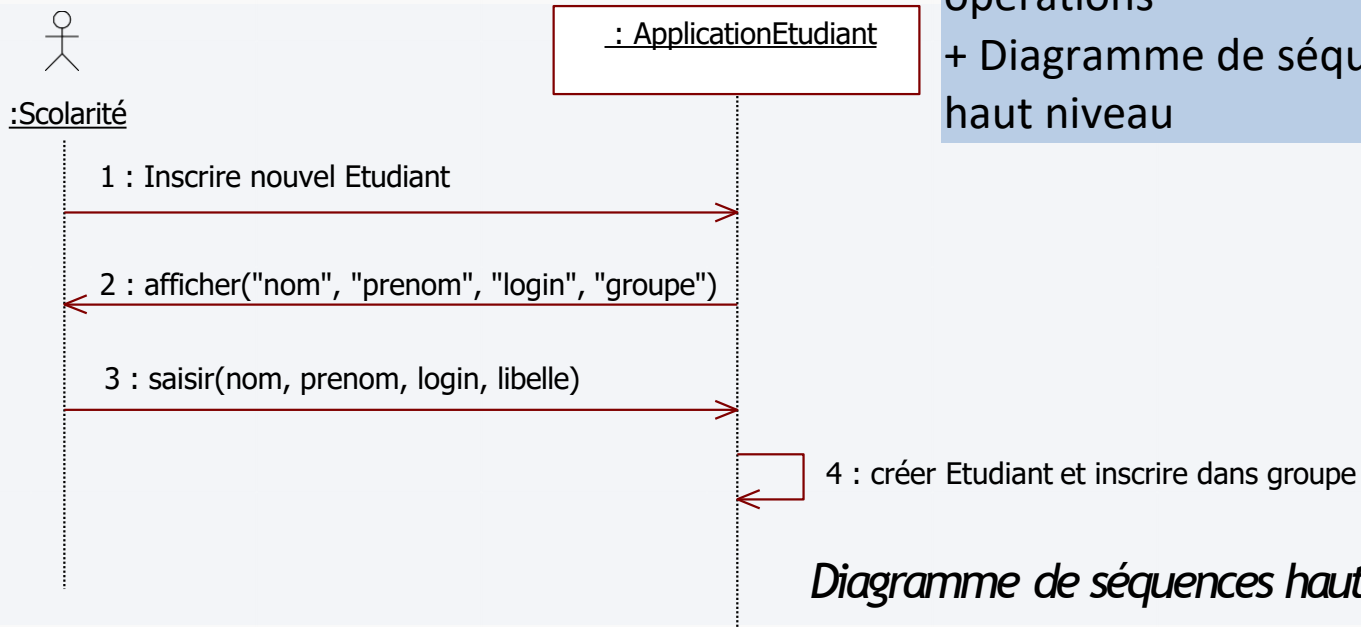 opérations
+ Diagramme de séqu
haut niveau
: ApplicationEtudiant
:Scolarité
1 : Inscrire nouvel Etudiant
2 : afficher("nom", "prenom", "login", "groupe")
3 : saisir(nom, prenom, login, libelle)
4 : créer Etudiant et inscrire dans groupe
Diagramme de séquences haut